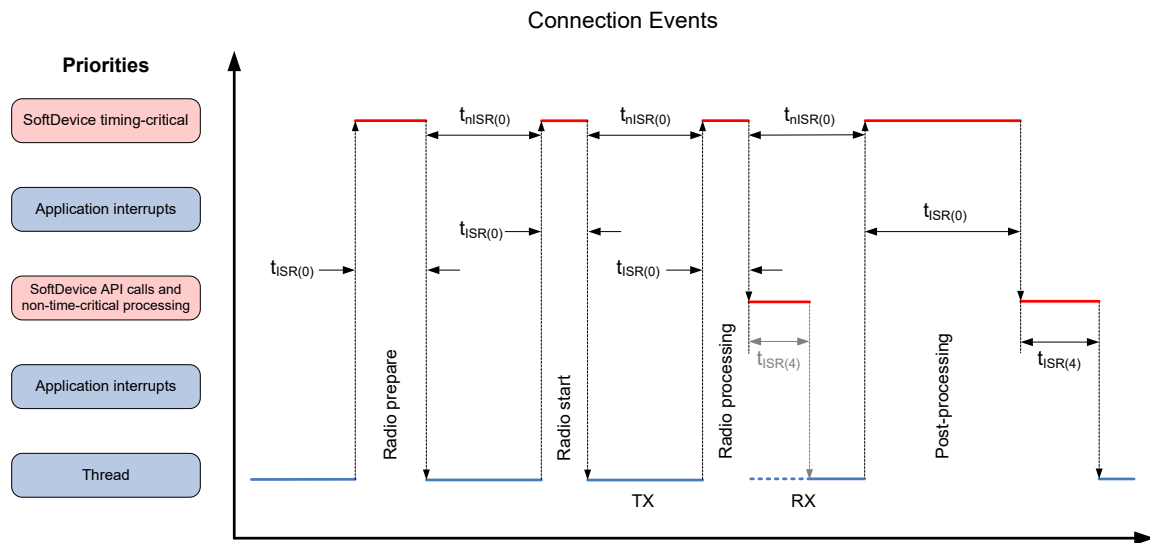 Connection Events
Priorities
SoftDevice timing-critical
Application interrupts
SoftDevice API calls and
non-time-critical processing
Application interrupts
Thread
tnISR(0)
tnISR(0)
tnISR(0)
tISR(0)
tISR(0)
tISR(0)
tISR(0)
tISR(4)
tISR(4)
Radio prepare
Radio start
Radio processing
Post-processing
TX
RX